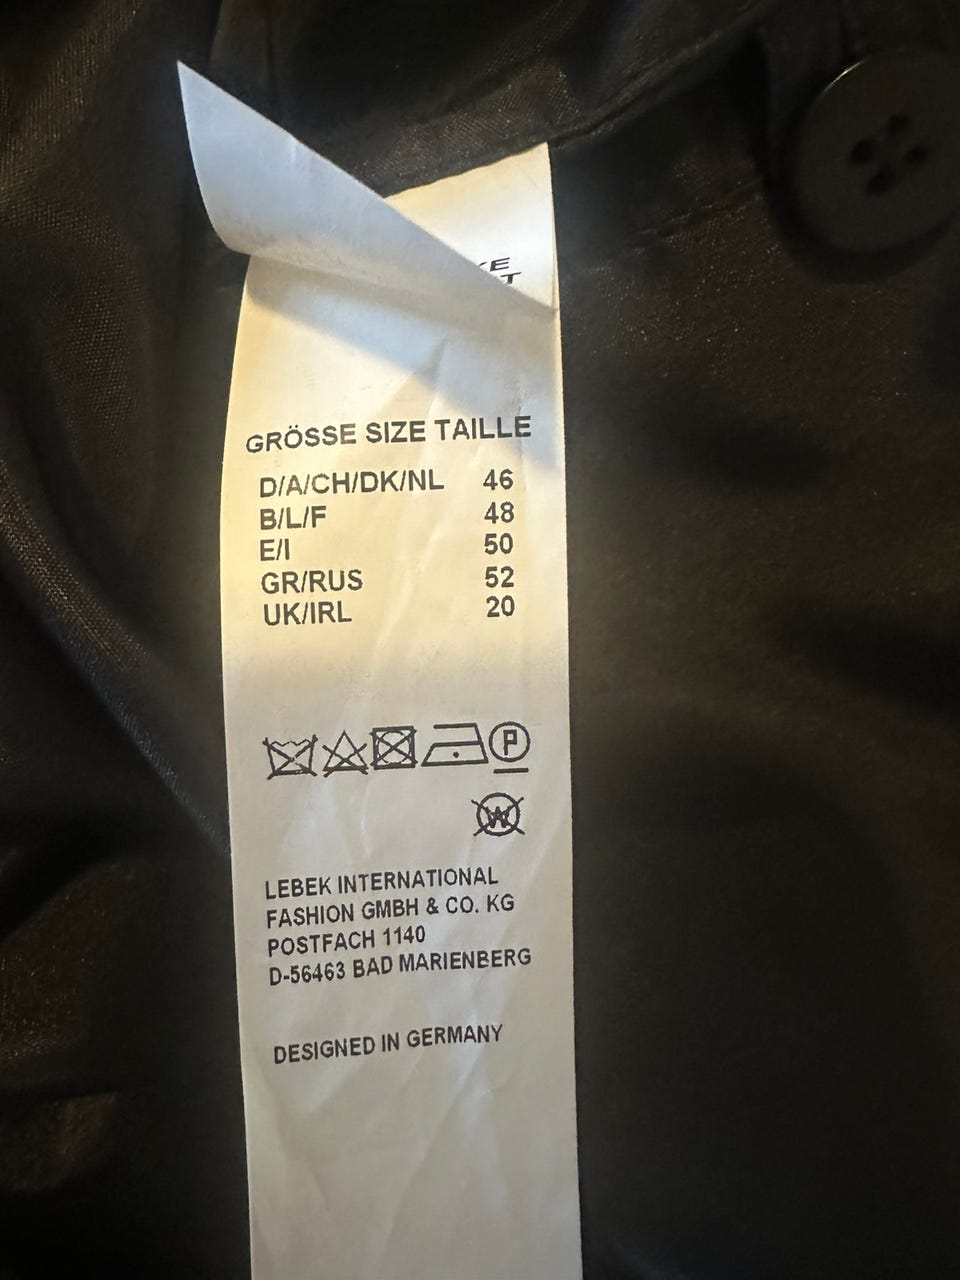 GRÖSSE SIZE TAILLE
D/A/CH/DK/NL 46
B/L/F 48
E/I 50
GR/RUS 52
UK/IRL 20
P
W
LEBEK INTERNATIONAL
FASHION GMBH & CO. KG
POSTFACH 1140
D-56463 BAD MARIENBERG
DESIGNED IN GERMANY